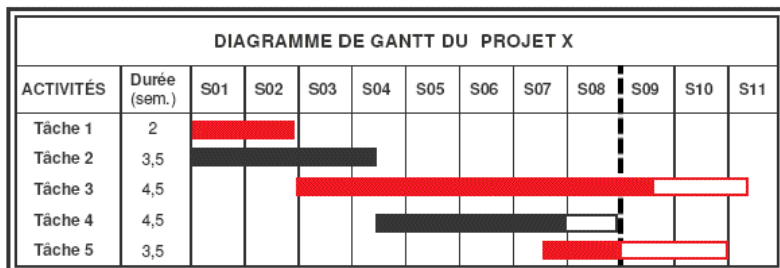 DIAGRAMME DE GANTT DU PROJET X
ACTIVITÉS Durée (sem.) S01 S02 S03 S04 S05 S06 S07 S08 S09 S10 S11
Tâche 1 2
Tâche 2 3,5
Tâche 3 4,5
Tâche 4 4,5
Tâche 5 3,5